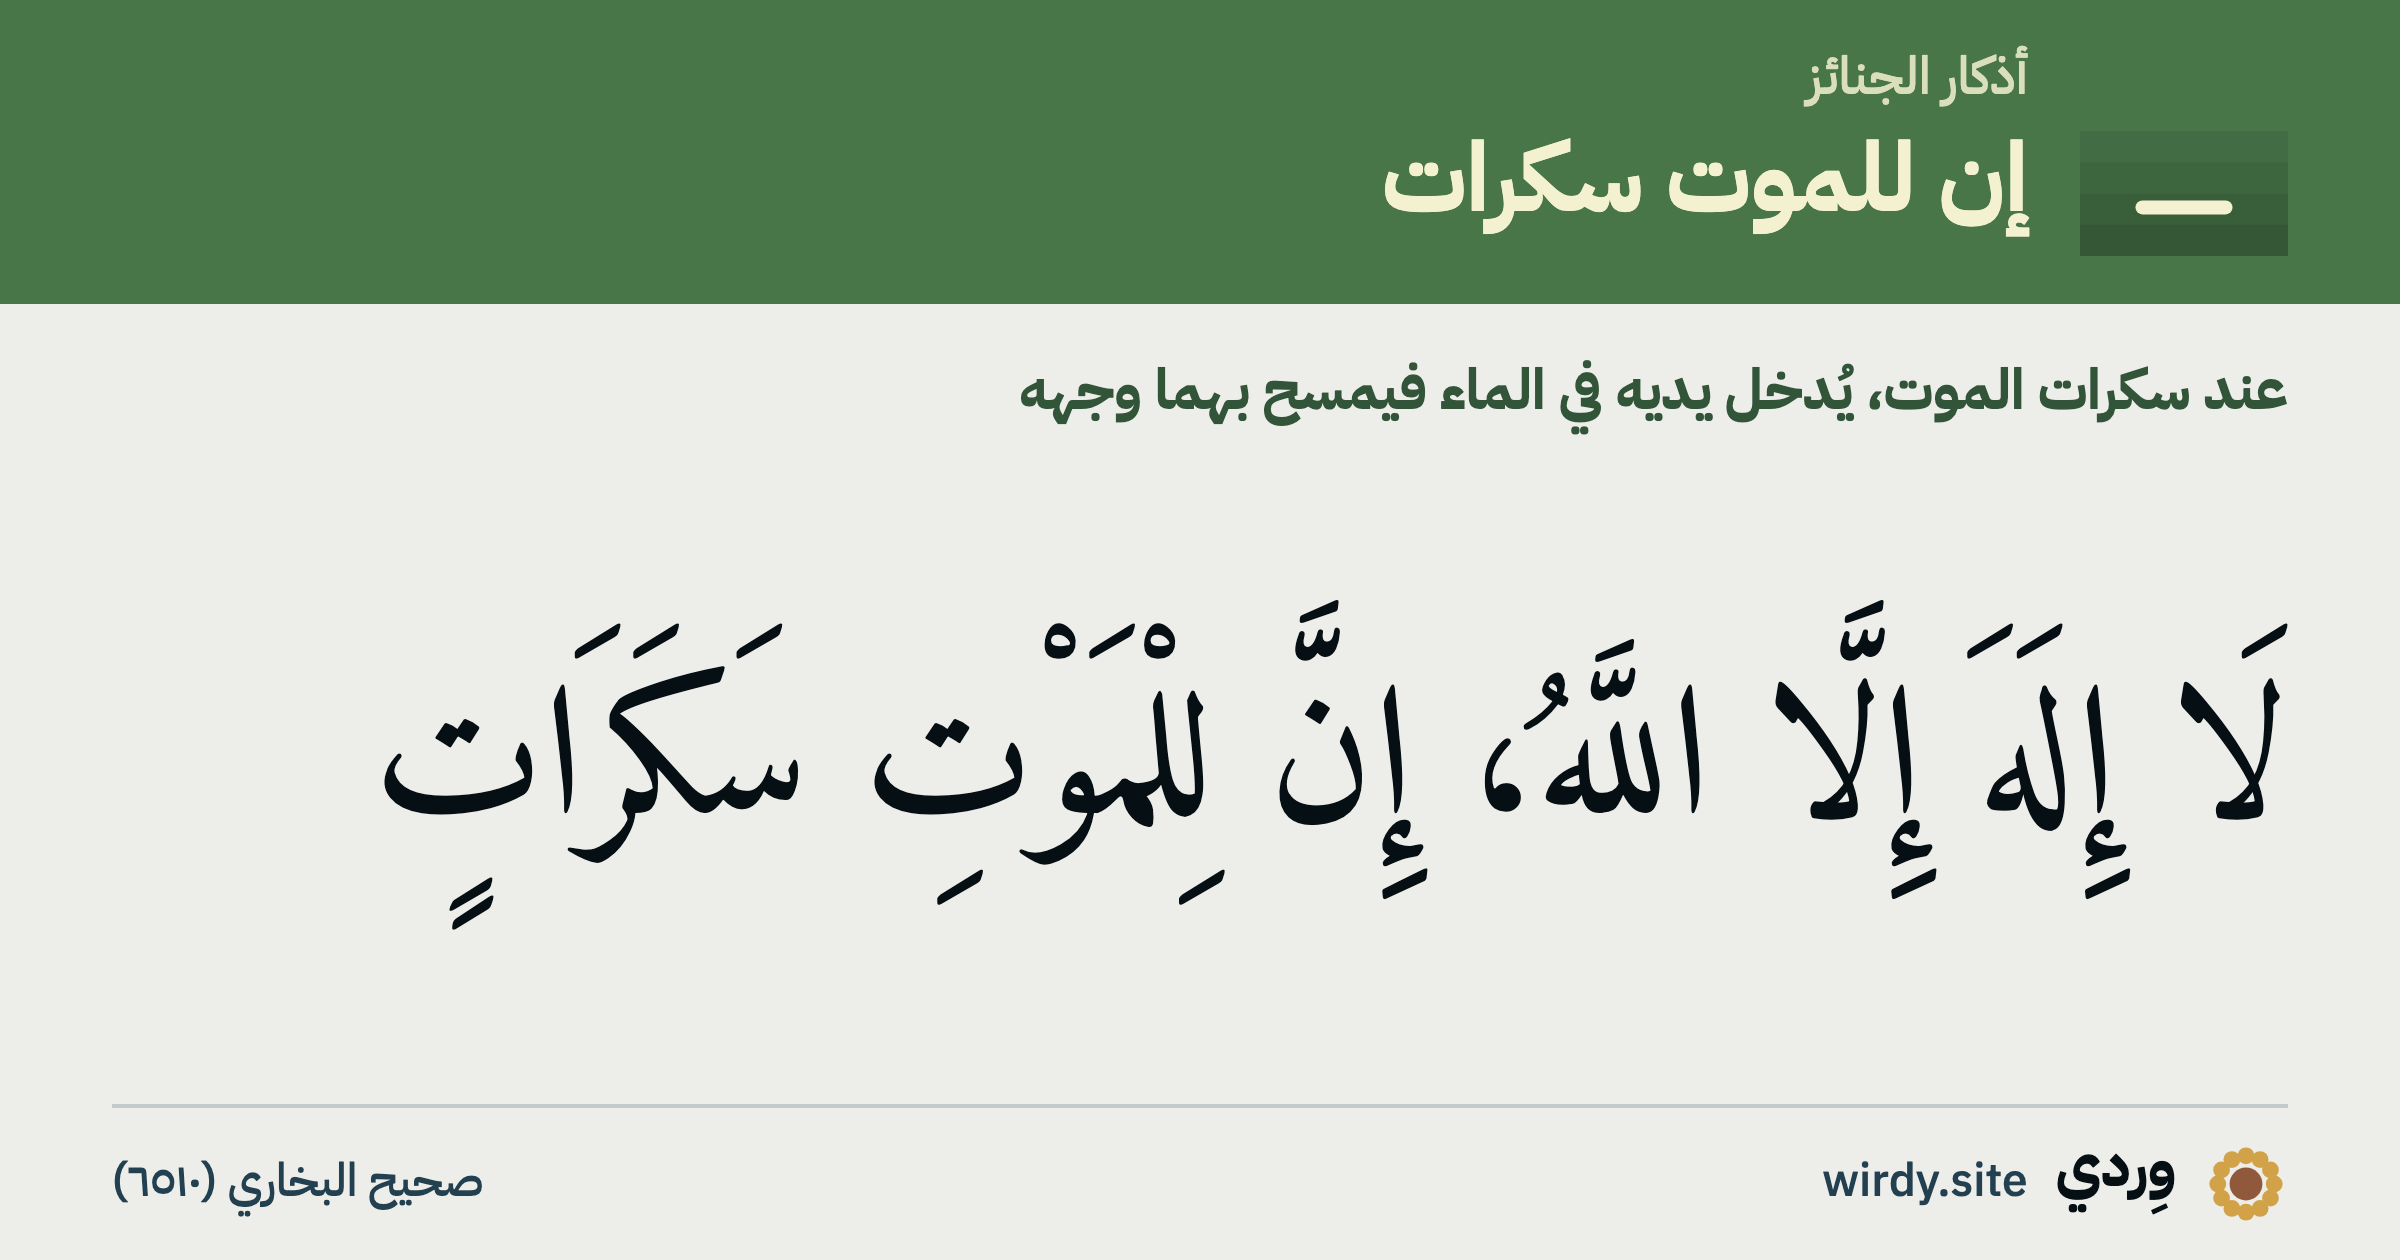 أذكار الجنائز
إن للموت سكرات
عند سكرات الموت، يُدخل يديه في الماء فيمسح بهما وجهه
لَا إِلَهَ إِلَّا اللَّهُ، إِنَّ لِلْمَوْتِ سَكَرَاتٍ
وِردي wirdy.site
صحيح البخاري (٦٥١٠)